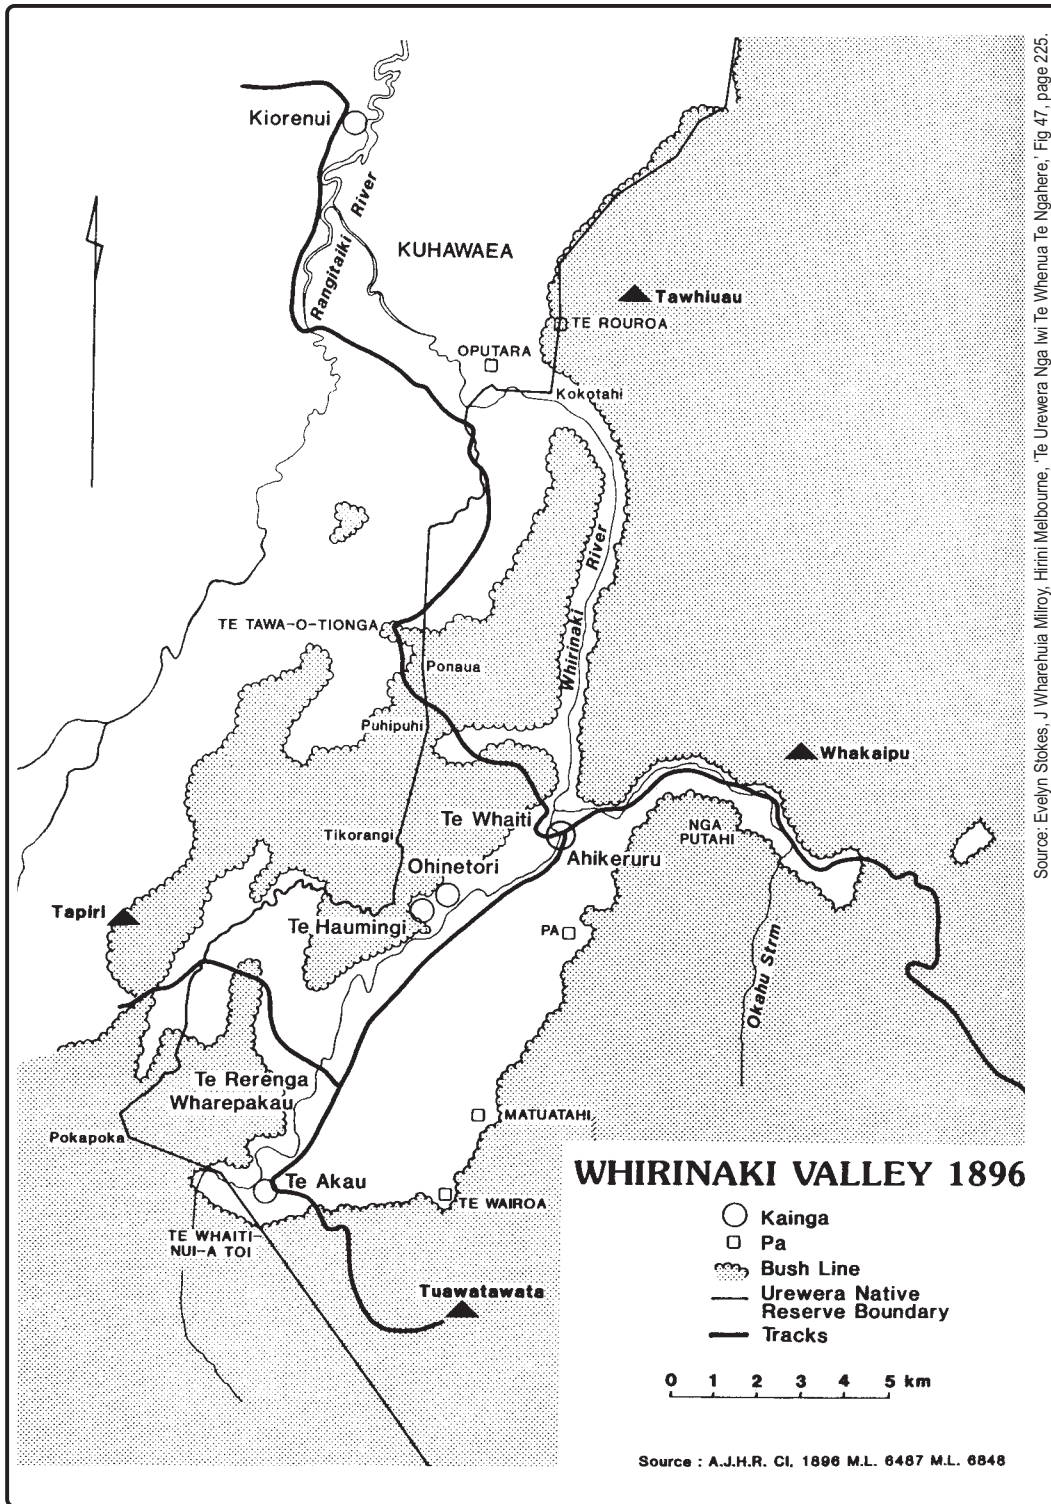 Kiorenui
Rangitaiki River
KUHAWAEA
Tawhiuau
TE ROUROA
OPUTARA
Kokotahi
Whirinaki River
TE TAWA-O-TIONGA
Ponaua
Puhipuhi
Whakaipu
Te Whaiti
NGA
PUTAHI
Tikorangi
Ahikeruru
Ohinetori
Tapiri
Te Haumingi
PA
Okahu Strm
Te Rerenga
Wharepakau
MATUATAHI
Pokapoka
Te Akau
TE WAIROA
TE WHAITI-
NUI-A TOI
Tuawatawata
WHIRINAKI VALLEY 1896
Kainga
Pa
Bush Line
Urewera Native
Reserve Boundary
Tracks
0 1 2 3 4 5 km
Source : A.J.H.R. CI, 1896 M.L. 6487 M.L. 6848
Source: Evelyn Stokes, J Wharehuia Milroy, Hirini Melbourne, 'Te Urewera Nga Iwi Te Whenua Te Ngahere,' Fig 47, page 225.